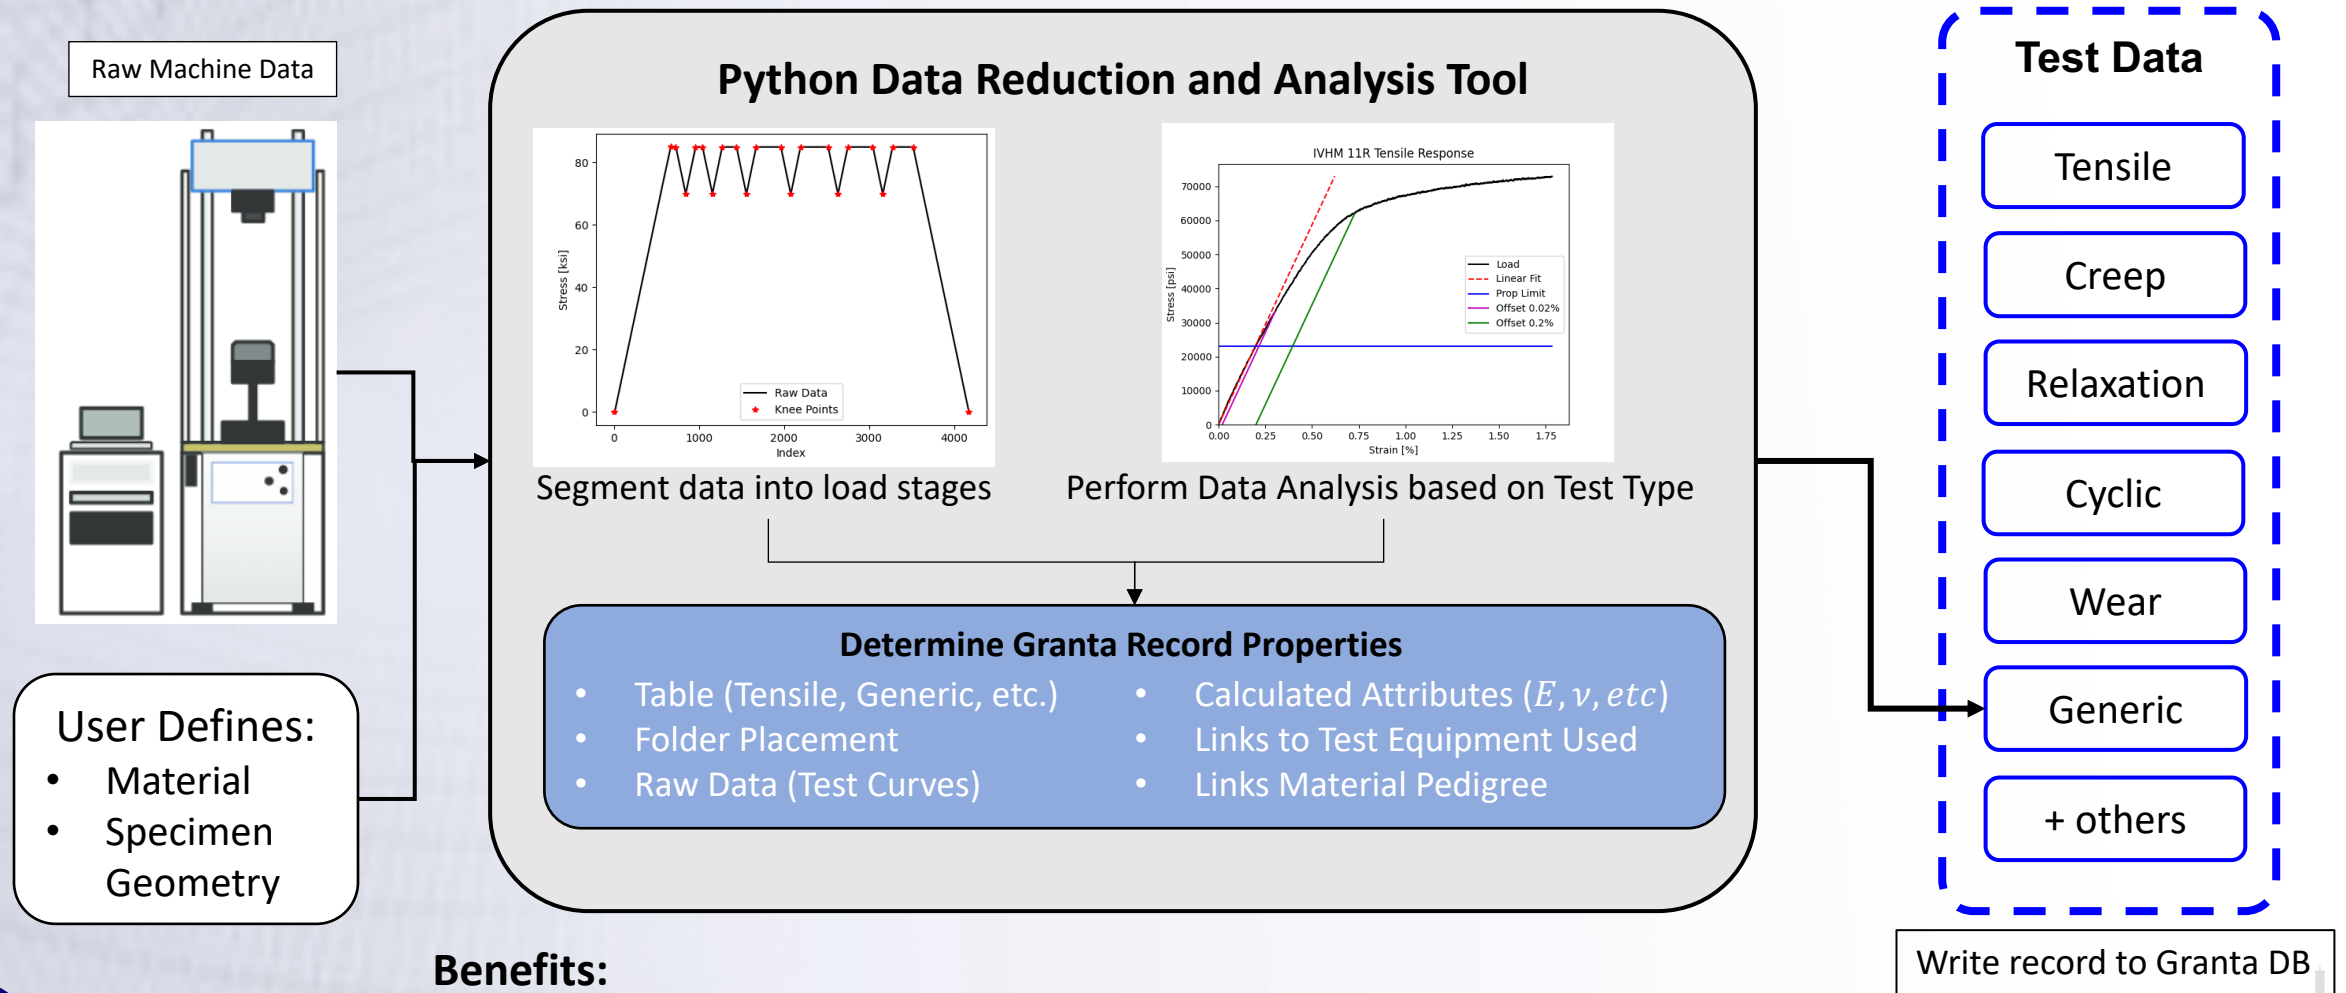 Raw Machine Data
Python Data Reduction and Analysis Tool
Stress [ksi]
80
60
40
20
0
0 1000 2000 3000 4000
Index
Raw Data
Knee Points
Segment data into load stages
IVHM 11R Tensile Response
Stress [psi]
70000
60000
50000
40000
30000
20000
10000
0
0.00 0.25 0.50 0.75 1.00 1.25 1.50 1.75
Strain [%]
Load
Linear Fit
Prop Limit
Offset 0.02%
Offset 0.2%
Perform Data Analysis based on Test Type
Determine Granta Record Properties
• Table (Tensile, Generic, etc.)
• Folder Placement
• Raw Data (Test Curves)
• Calculated Attributes (E, ν, etc)
• Links to Test Equipment Used
• Links Material Pedigree
User Defines:
• Material
• Specimen
Geometry
Test Data
Tensile
Creep
Relaxation
Cyclic
Wear
Generic
+ others
Write record to Granta DB
Benefits: